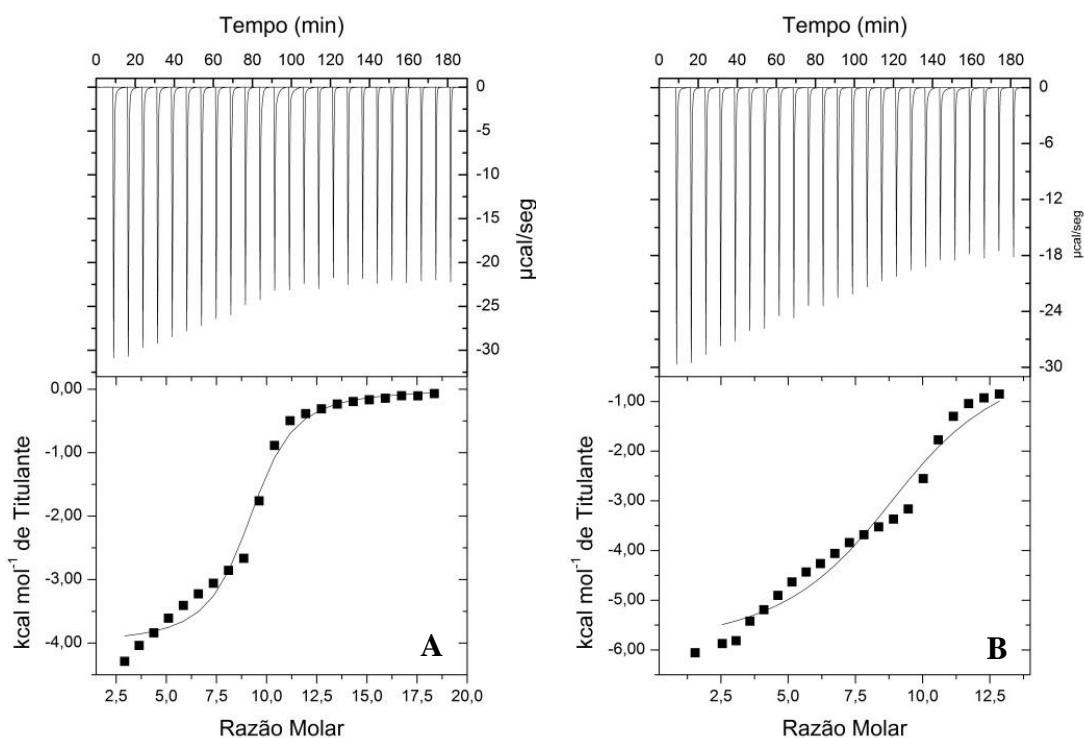 Tempo (min)
0 20 40 60 80 100 120 140 160 180
0
-5
-10
-15
-20
-25
-30
µcal/seg
0,00
-1,00
-2,00
-3,00
-4,00
kcal mol⁻¹ de Titulante
A
2,5 5,0 7,5 10,0 12,5 15,0 17,5 20,0
Razão Molar
Tempo (min)
0 20 40 60 80 100 120 140 160 180
0
-6
-12
-18
-24
-30
µcal/seg
-1,00
-2,00
-3,00
-4,00
-5,00
-6,00
kcal mol⁻¹ de Titulante
B
2,5 5,0 7,5 10,0 12,5
Razão Molar